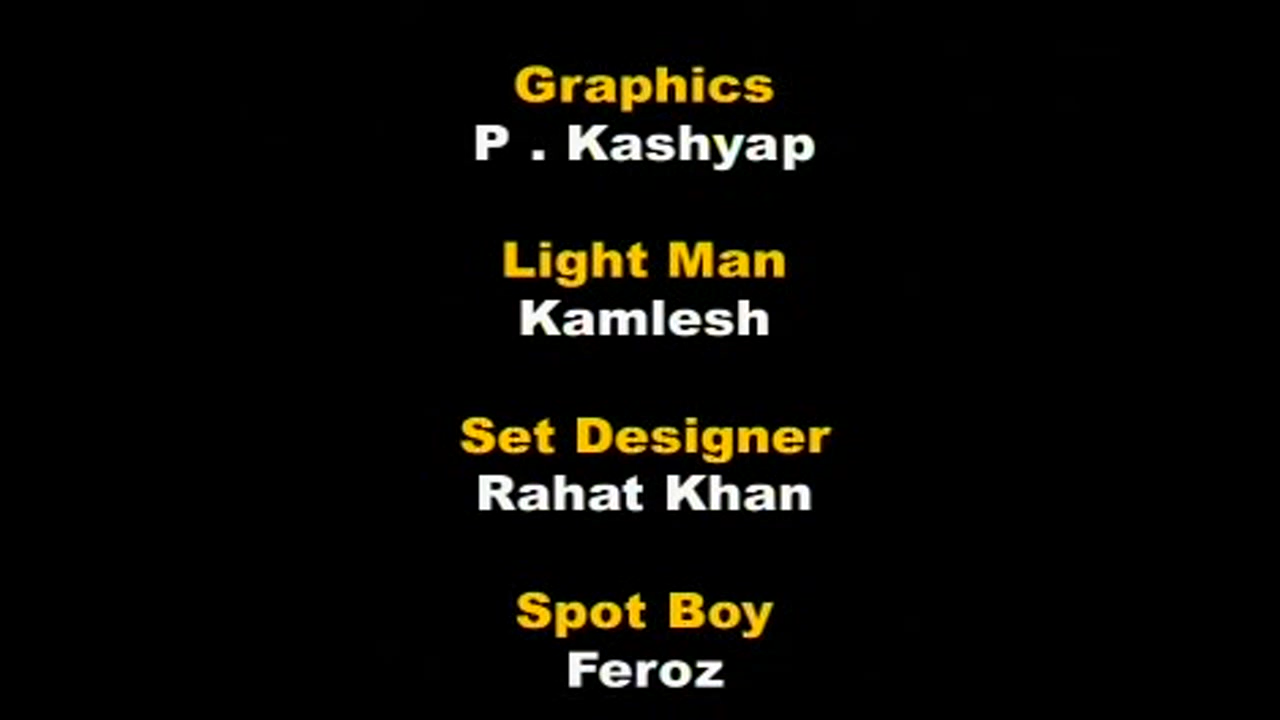 Graphics
P . Kashyap
Light Man
Kamlesh
Set Designer
Rahat Khan
Spot Boy
Feroz